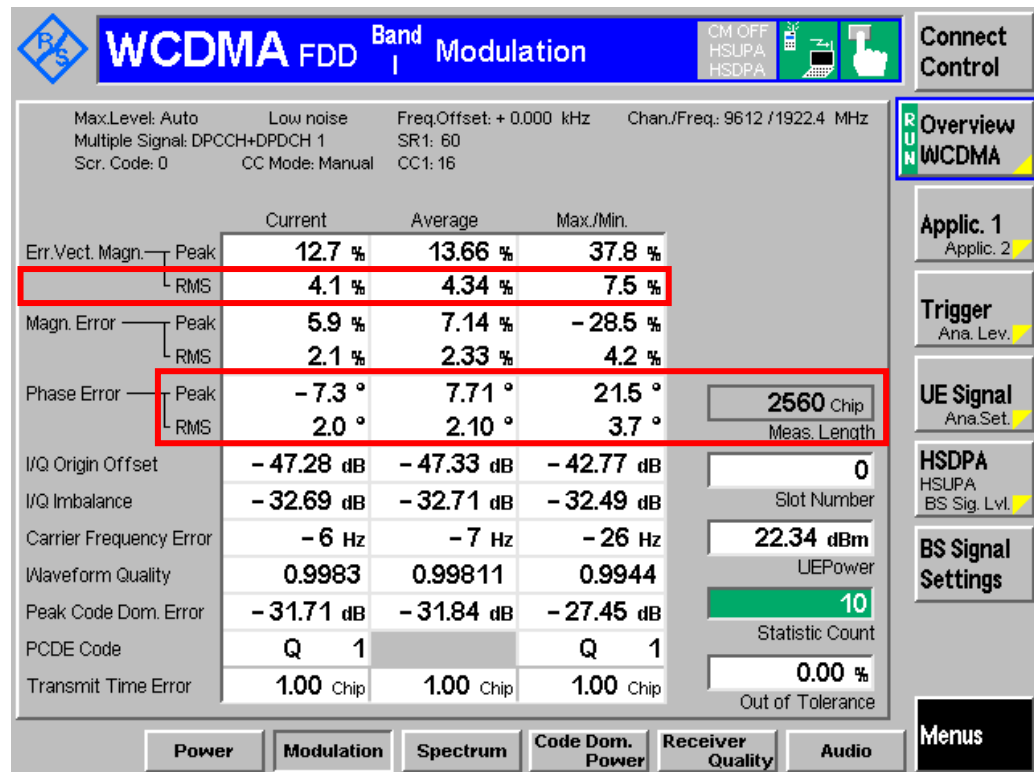 R&S
WCDMA FDD Band I Modulation
CM OFF
HSUPA
HSDPA
Connect Control
Max.Level: Auto Low noise Freq.Offset: + 0.000 kHz Chan./Freq.: 9612 / 1922.4 MHz
Multiple Signal: DPCCH+DPDCH 1 SR1: 60
Scr. Code: 0 CC Mode: Manual CC1: 16
RUN
Overview WCDMA
Current Average Max./Min.
Err.Vect. Magn. Peak 12.7 % 13.66 % 37.8 %
RMS 4.1 % 4.34 % 7.5 %
Magn. Error Peak 5.9 % 7.14 % – 28.5 %
RMS 2.1 % 2.33 % 4.2 %
Phase Error Peak – 7.3 ° 7.71 ° 21.5 °
RMS 2.0 ° 2.10 ° 3.7 °
2560 Chip
Meas. Length
I/Q Origin Offset – 47.28 dB – 47.33 dB – 42.77 dB
0
Slot Number
I/Q Imbalance – 32.69 dB – 32.71 dB – 32.49 dB
Carrier Frequency Error – 6 Hz – 7 Hz – 26 Hz
22.34 dBm
UEPower
Waveform Quality 0.9983 0.99811 0.9944
Peak Code Dom. Error – 31.71 dB – 31.84 dB – 27.45 dB
10
Statistic Count
PCDE Code Q 1 Q 1
Transmit Time Error 1.00 Chip 1.00 Chip 1.00 Chip
0.00 %
Out of Tolerance
Applic. 1
Applic. 2
Trigger
Ana. Lev.
UE Signal
Ana.Set.
HSDPA
HSUPA
BS Sig. Lvl.
BS Signal Settings
Menus
Power Modulation Spectrum Code Dom. Power Receiver Quality Audio